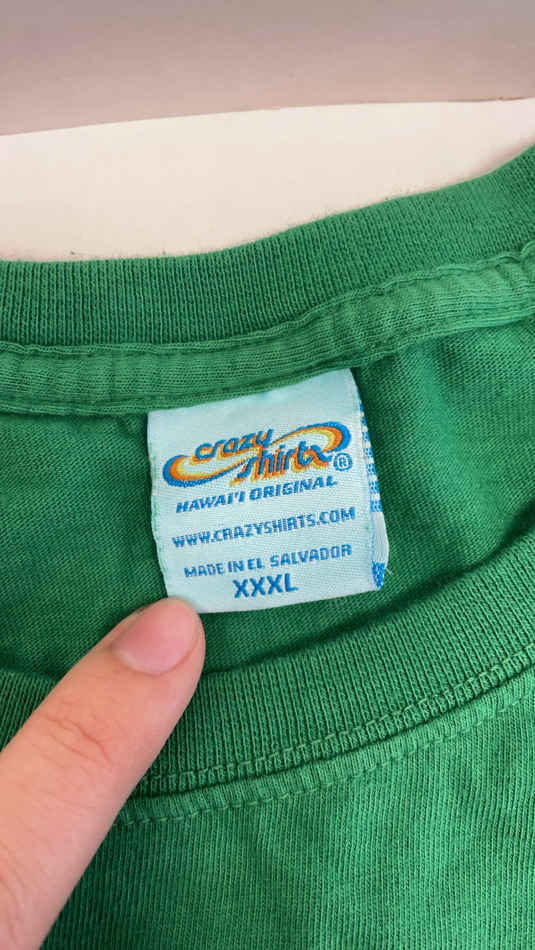 crazy
shirts®
HAWAI'I ORIGINAL
WWW.CRAZYSHIRTS.COM
MADE IN EL SALVADOR
XXXL